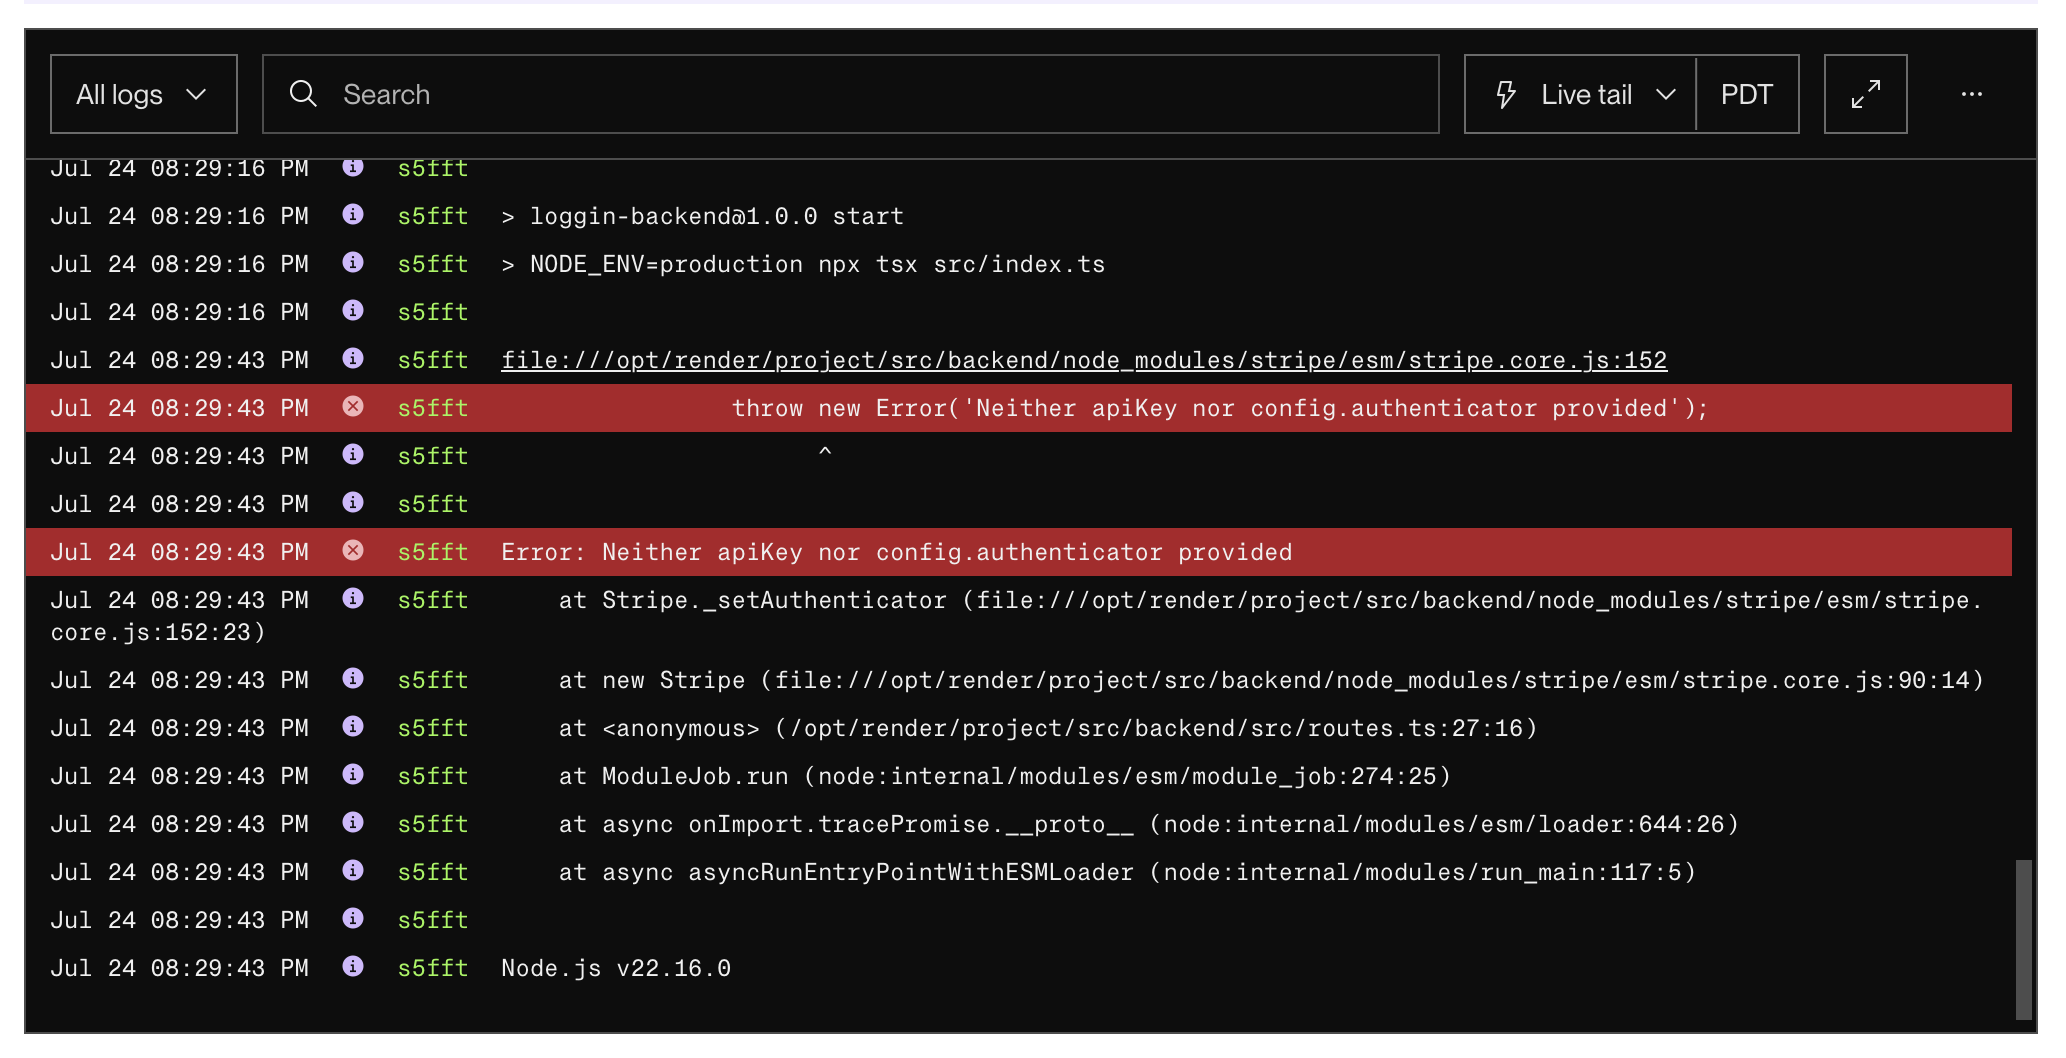 All logs
Search
Live tail
PDT
Jul 24 08:29:16 PM s5fft
Jul 24 08:29:16 PM s5fft > loggin-backend@1.0.0 start
Jul 24 08:29:16 PM s5fft > NODE_ENV=production npx tsx src/index.ts
Jul 24 08:29:16 PM s5fft
Jul 24 08:29:43 PM s5fft file:///opt/render/project/src/backend/node_modules/stripe/esm/stripe.core.js:152
Jul 24 08:29:43 PM s5fft throw new Error('Neither apiKey nor config.authenticator provided');
Jul 24 08:29:43 PM s5fft ^
Jul 24 08:29:43 PM s5fft
Jul 24 08:29:43 PM s5fft Error: Neither apiKey nor config.authenticator provided
Jul 24 08:29:43 PM s5fft at Stripe._setAuthenticator (file:///opt/render/project/src/backend/node_modules/stripe/esm/stripe.
core.js:152:23)
Jul 24 08:29:43 PM s5fft at new Stripe (file:///opt/render/project/src/backend/node_modules/stripe/esm/stripe.core.js:90:14)
Jul 24 08:29:43 PM s5fft at <anonymous> (/opt/render/project/src/backend/src/routes.ts:27:16)
Jul 24 08:29:43 PM s5fft at ModuleJob.run (node:internal/modules/esm/module_job:274:25)
Jul 24 08:29:43 PM s5fft at async onImport.tracePromise.__proto__ (node:internal/modules/esm/loader:644:26)
Jul 24 08:29:43 PM s5fft at async asyncRunEntryPointWithESMLoader (node:internal/modules/run_main:117:5)
Jul 24 08:29:43 PM s5fft
Jul 24 08:29:43 PM s5fft Node.js v22.16.0